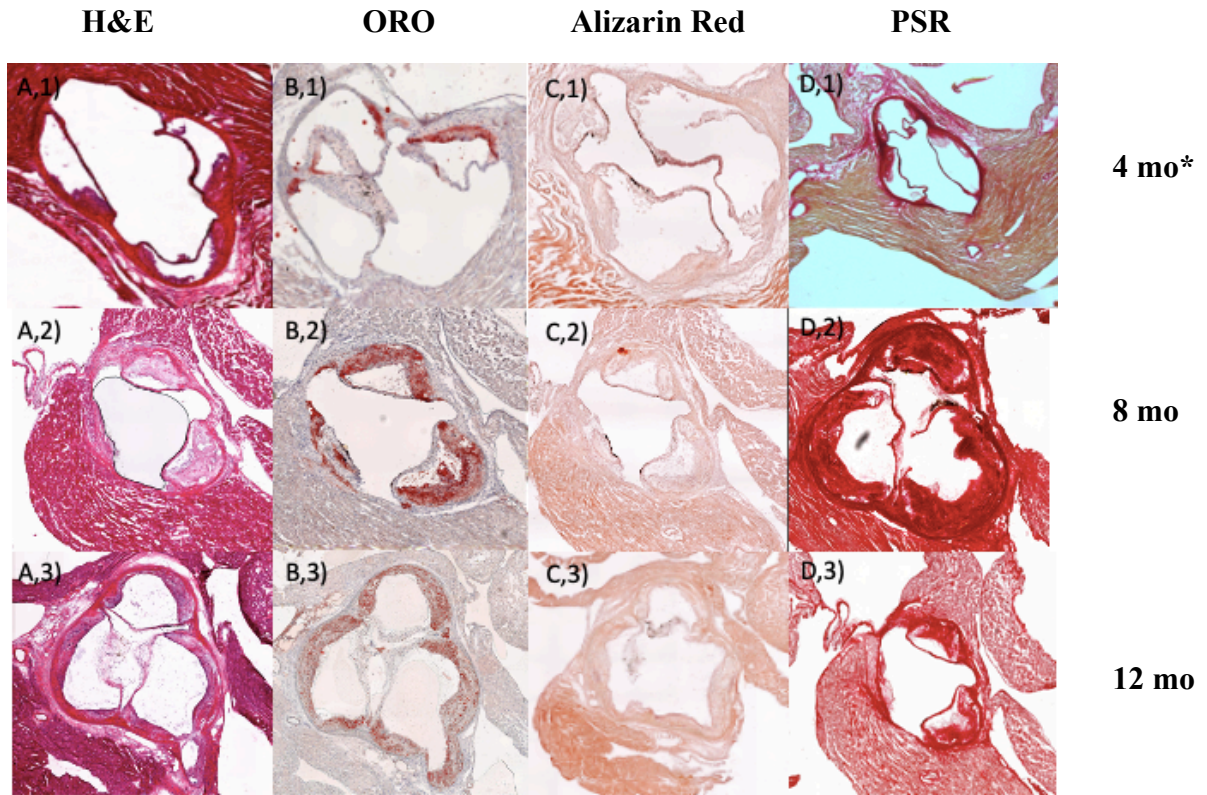 H&E ORO Alizarin Red PSR
A,1) B,1) C,1) D,1)
4 mo*
A,2) B,2) C,2) D,2)
8 mo
A,3) B,3) C,3) D,3)
12 mo